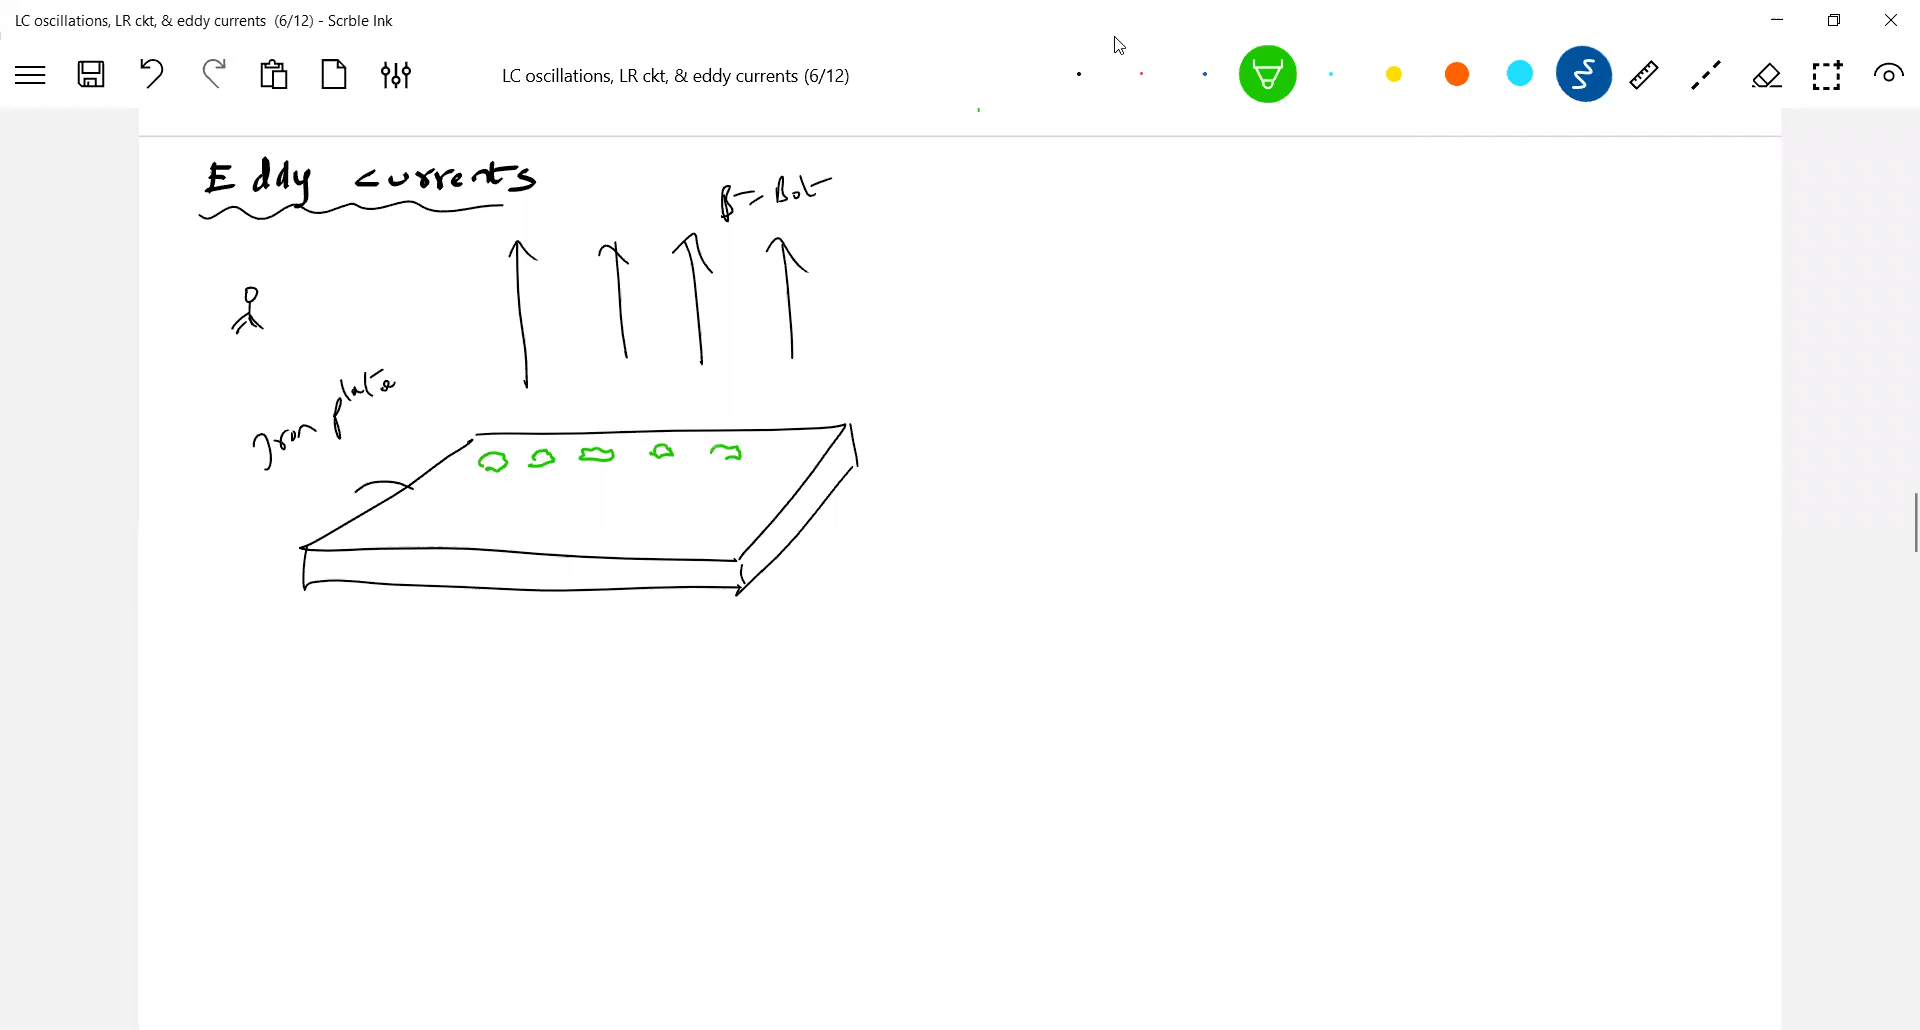 LC oscillations, LR ckt, & eddy currents (6/12) - Scrble Ink
LC oscillations, LR ckt, & eddy currents (6/12)
Eddy currents
B = Bot
Iron plate